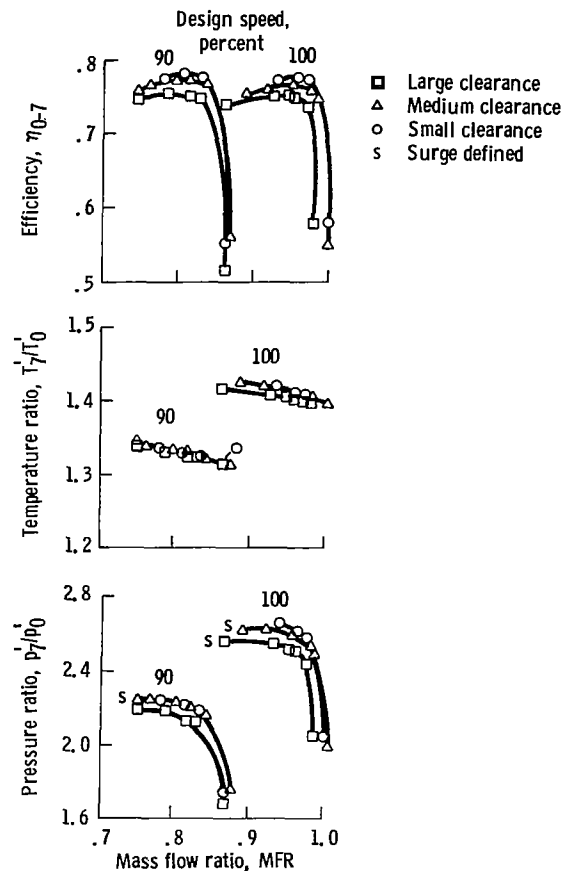 Design speed,
percent
90
100
.8
.7
.6
.5
Efficiency, η0-7
Large clearance
Medium clearance
Small clearance
S Surge defined
1.5
1.4
1.3
1.2
Temperature ratio, T'7/T'0
100
90
2.8
2.4
2.0
1.6
Pressure ratio, p'7/p'0
100
S
S
90
S
.7
.8
.9
1.0
Mass flow ratio, MFR